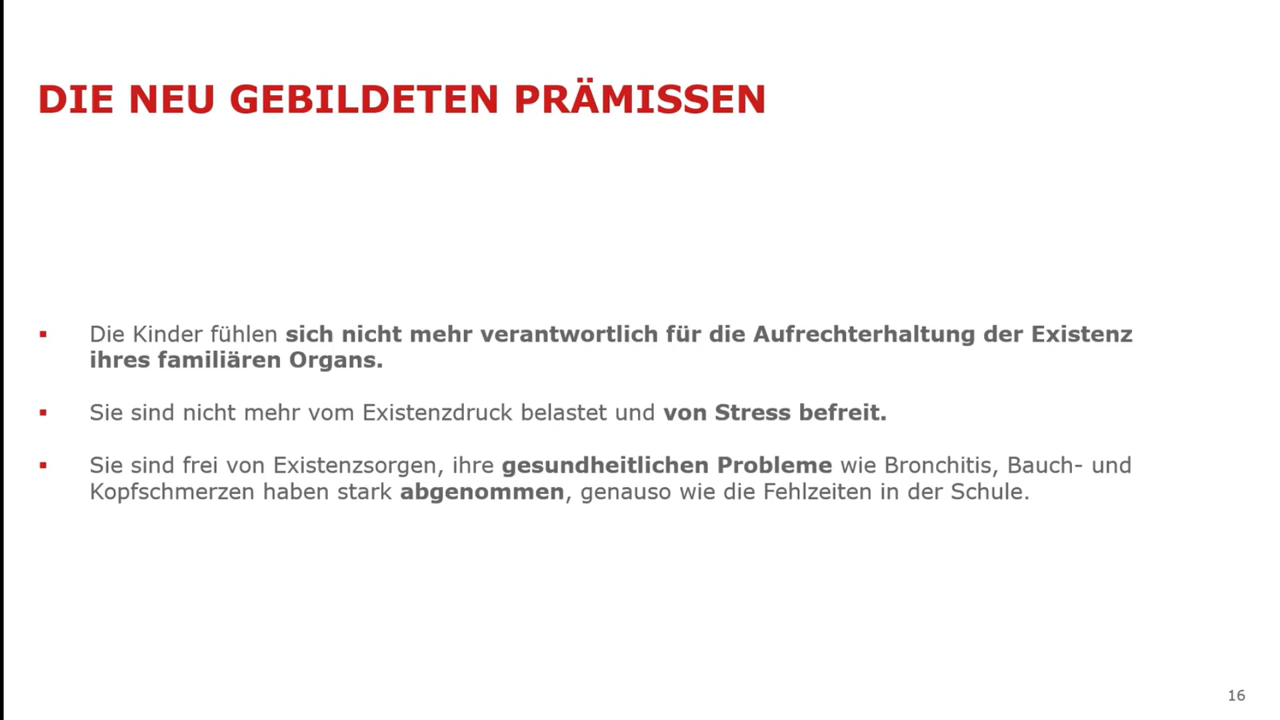 DIE NEU GEBILDETEN PRÄMISSEN
▪ Die Kinder fühlen sich nicht mehr verantwortlich für die Aufrechterhaltung der Existenz
ihres familiären Organs.
▪ Sie sind nicht mehr vom Existenzdruck belastet und von Stress befreit.
▪ Sie sind frei von Existenzsorgen, ihre gesundheitlichen Probleme wie Bronchitis, Bauch- und
Kopfschmerzen haben stark abgenommen, genauso wie die Fehlzeiten in der Schule.
16